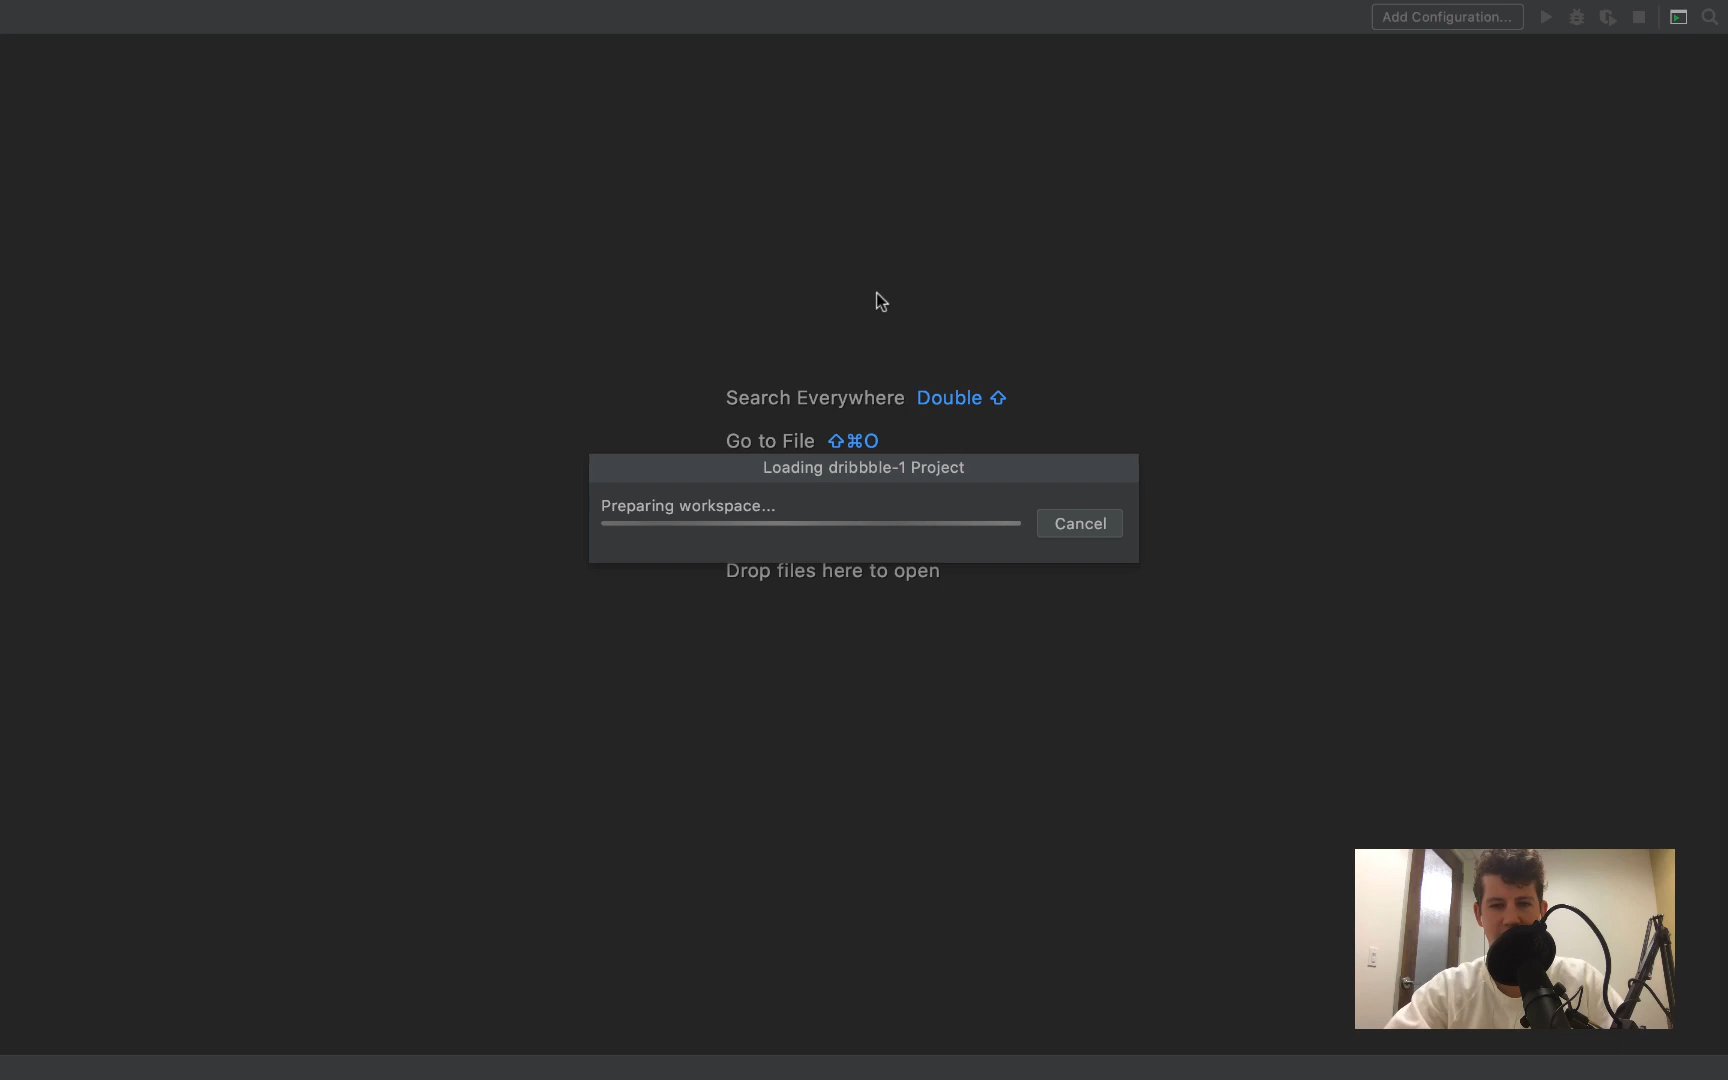 Add Configuration...
Search Everywhere Double ⇧
Go to File ⇧⌘O
Loading dribbble-1 Project
Preparing workspace...
Cancel
Drop files here to open